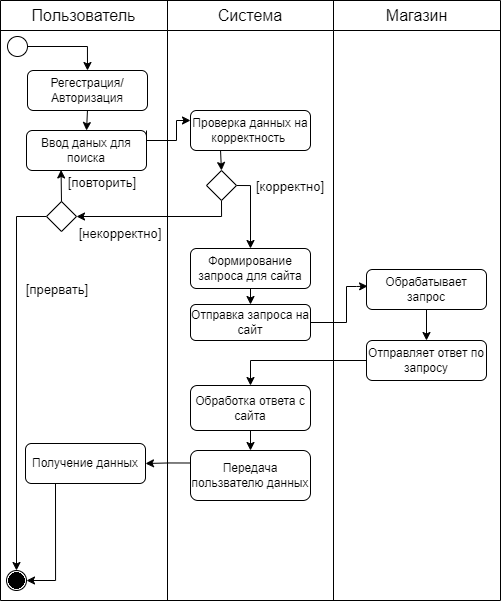 Пользователь
Система
Магазин
Регестрация/
Авторизация
Ввод даных для
поиска
Проверка данных на
корректность
[повторить]
[корректно]
[некорректно]
[прервать]
Формирование
запроса для сайта
Отправка запроса на
сайт
Обрабатывает
запрос
Отправляет ответ по
запросу
Обработка ответа с
сайта
Получение данных
Передача
пользвателю данных